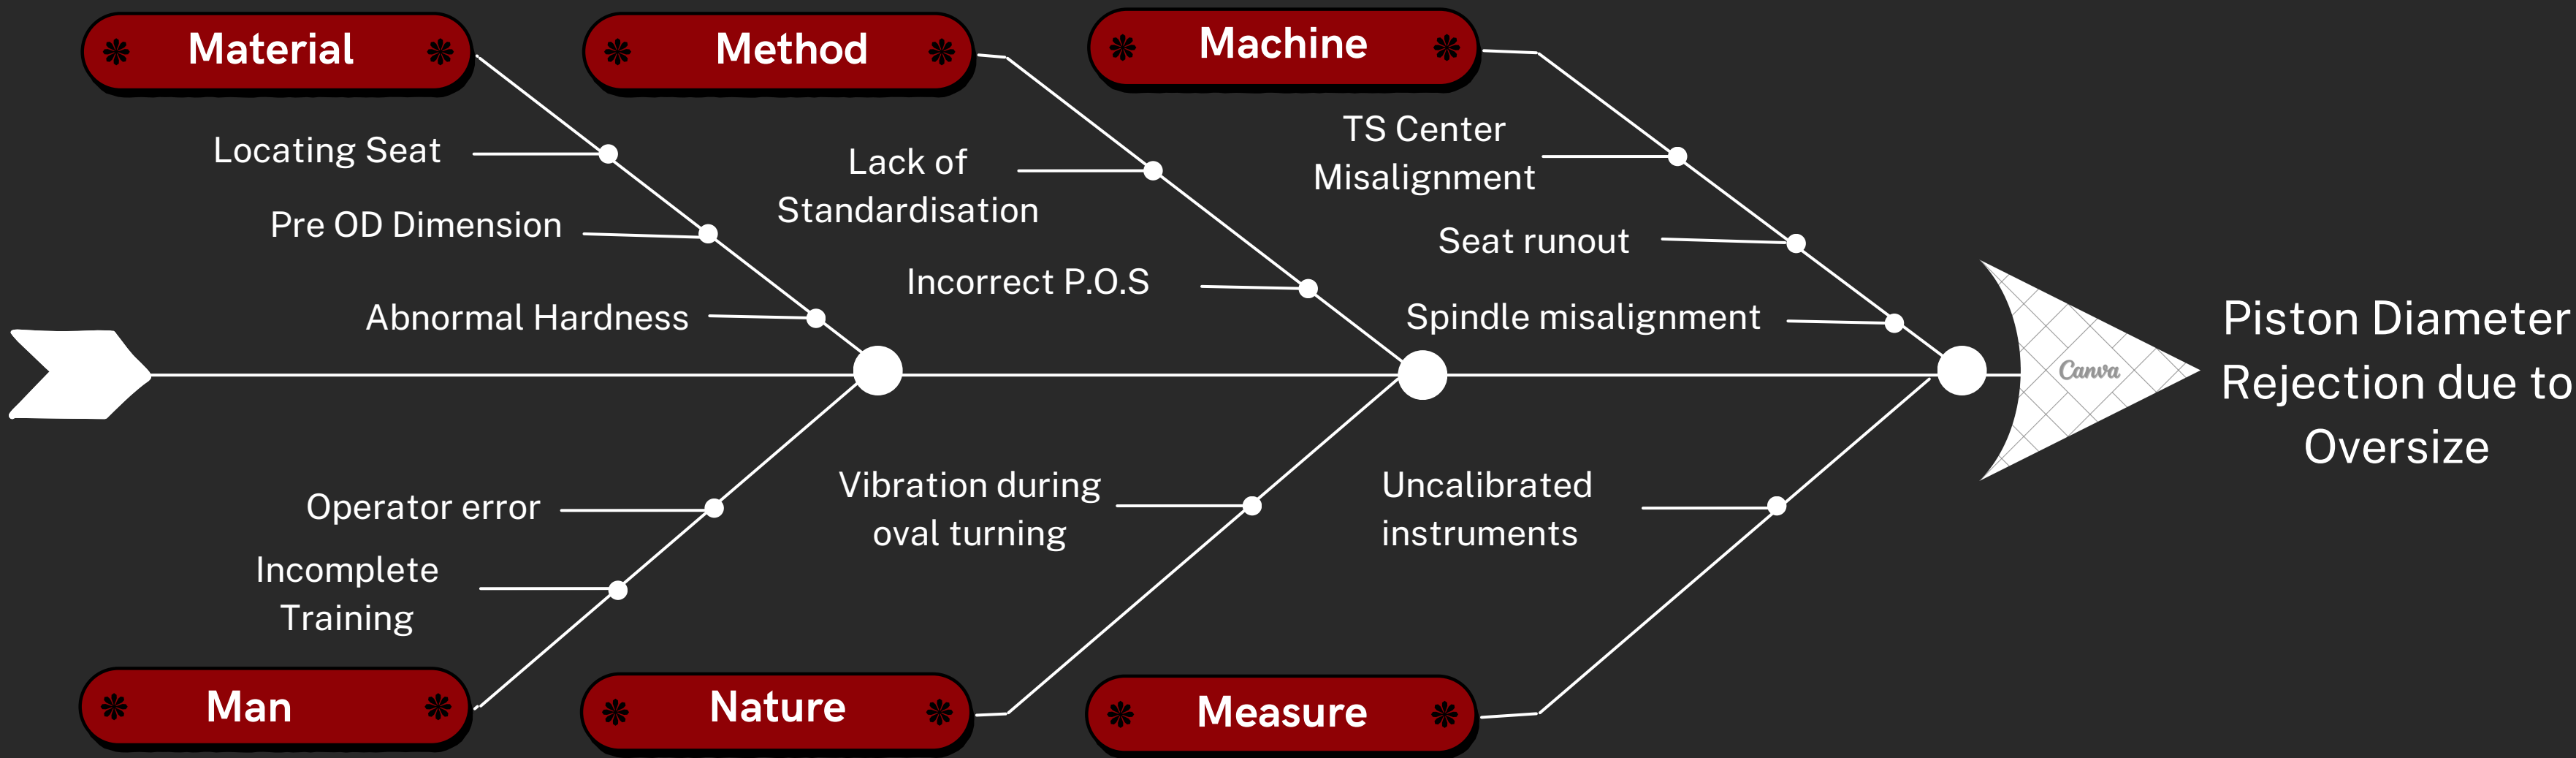 Material
Method
Machine
Locating Seat
Pre OD Dimension
Abnormal Hardness
Lack of
Standardisation
Incorrect P.O.S
TS Center
Misalignment
Seat runout
Spindle misalignment
Canva
Piston Diameter
Rejection due to
Oversize
Operator error
Incomplete
Training
Vibration during
oval turning
Uncalibrated
instruments
Man
Nature
Measure